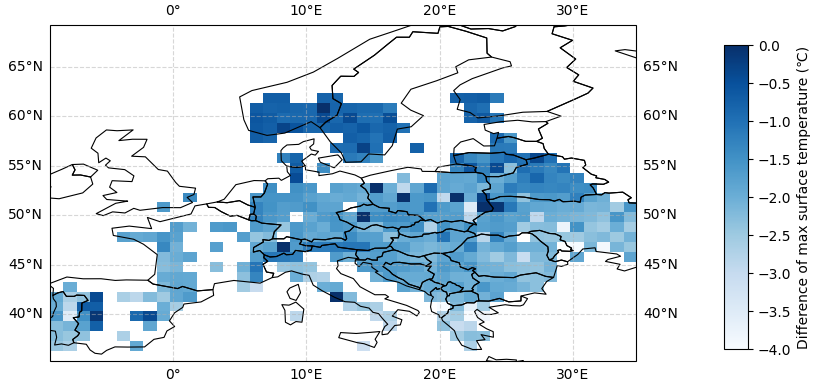 0° 10°E 20°E 30°E
65°N 65°N
60°N 60°N
55°N 55°N
50°N 50°N
45°N 45°N
40°N 40°N
0° 10°E 20°E 30°E
0.0
−0.5
−1.0
−1.5
−2.0
−2.5
−3.0
−3.5
−4.0
Difference of max surface temperature (℃)